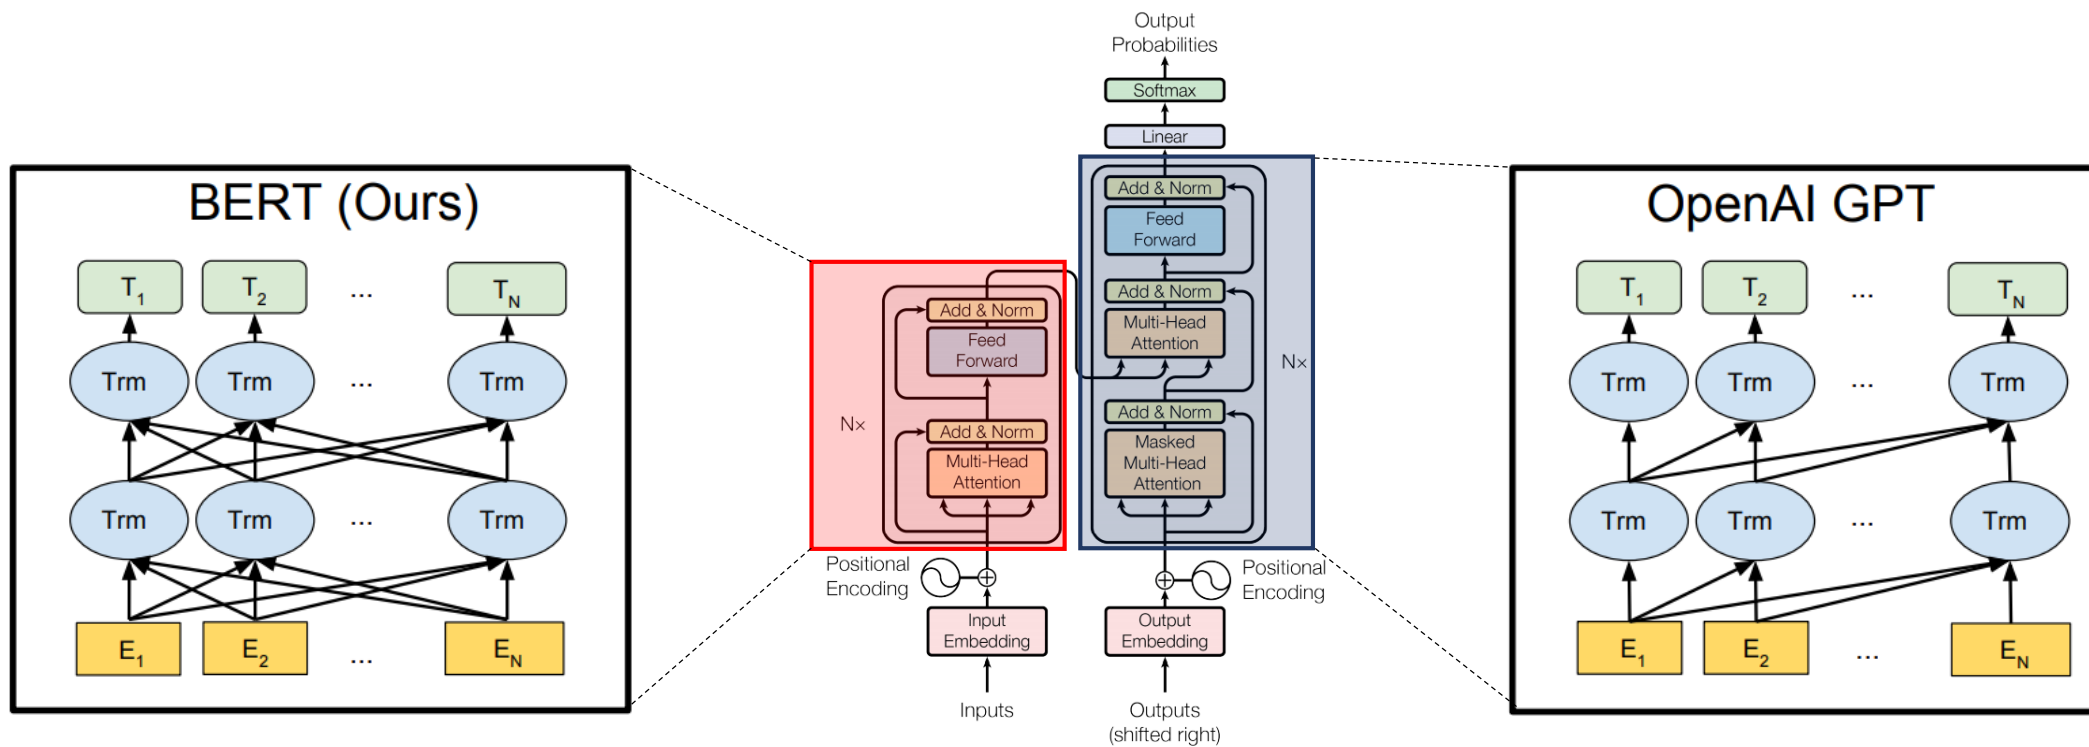 BERT (Ours)
T1 T2 ... TN
Trm Trm ... Trm
Trm Trm ... Trm
E1 E2 ... EN
Output
Probabilities
Softmax
Linear
Add & Norm
Feed
Forward
Add & Norm
Multi-Head
Attention
N×
Add & Norm
Masked
Multi-Head
Attention
Add & Norm
Feed
Forward
N×
Add & Norm
Multi-Head
Attention
Positional
Encoding
Positional
Encoding
Input
Embedding
Output
Embedding
Inputs
Outputs
(shifted right)
OpenAI GPT
T1 T2 ... TN
Trm Trm ... Trm
Trm Trm ... Trm
E1 E2 ... EN